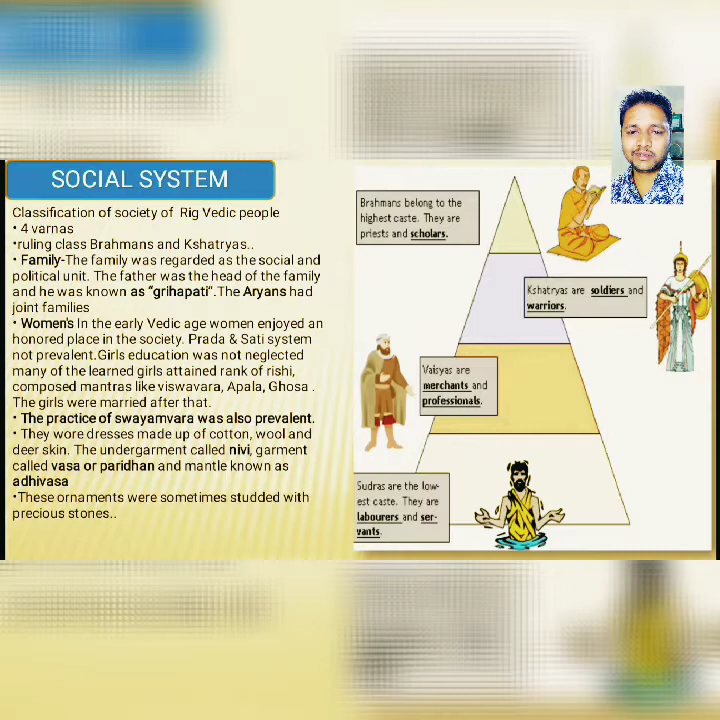 SOCIAL SYSTEM
Classification of society of Rig Vedic people
• 4 varnas
•ruling class Brahmans and Kshatryas..
• Family-The family was regarded as the social and
political unit. The father was the head of the family
and he was known as “grihapati”.The Aryans had
joint families
• Women's In the early Vedic age women enjoyed an
honored place in the society. Prada & Sati system
not prevalent.Girls education was not neglected
many of the learned girls attained rank of rishi,
composed mantras like viswavara, Apala, Ghosa .
The girls were married after that.
• The practice of swayamvara was also prevalent.
• They wore dresses made up of cotton, wool and
deer skin. The undergarment called nivi, garment
called vasa or paridhan and mantle known as
adhivasa
•These ornaments were sometimes studded with
precious stones..
Brahmans belong to the
highest caste. They are
priests and scholars.
Kshatryas are soldiers and
warriors.
Vaisyas are
merchants and
professionals.
Sudras are the low-
est caste. They are
labourers and ser-
vants.